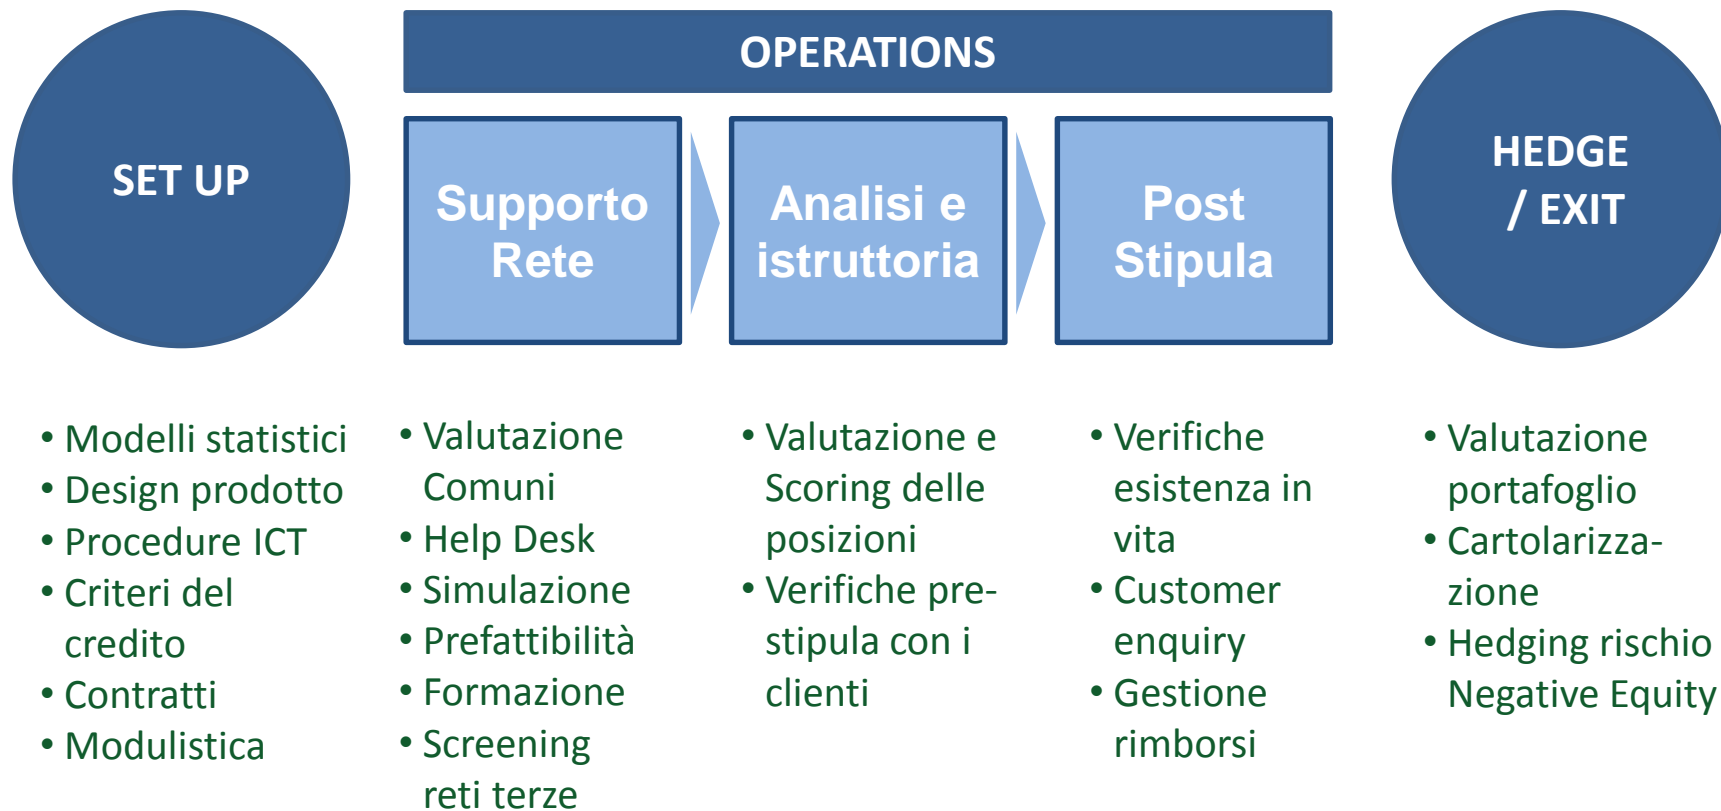 SET UP
OPERATIONS
Supporto
Rete
Analisi e
istruttoria
Post
Stipula
HEDGE
/ EXIT
• Modelli statistici
• Design prodotto
• Procedure ICT
• Criteri del
credito
• Contratti
• Modulistica
• Valutazione
Comuni
• Help Desk
• Simulazione
• Prefattibilità
• Formazione
• Screening
reti terze
• Valutazione e
Scoring delle
posizioni
• Verifiche pre-
stipula con i
clienti
• Verifiche
esistenza in
vita
• Customer
enquiry
• Gestione
rimborsi
• Valutazione
portafoglio
• Cartolarizza-
zione
• Hedging rischio
Negative Equity